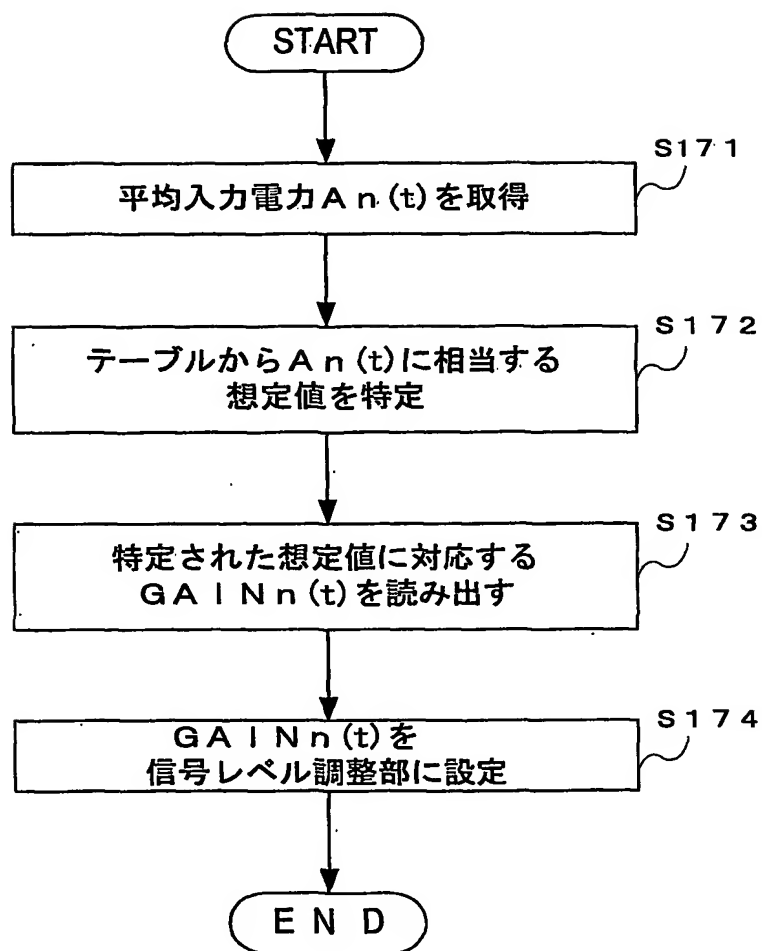 START
S171
平均入力電力An(t)を取得
S172
テーブルからAn(t)に相当する
想定値を特定
S173
特定された想定値に対応する
GAINn(t)を読み出す
S174
GAINn(t)を
信号レベル調整部に設定
END